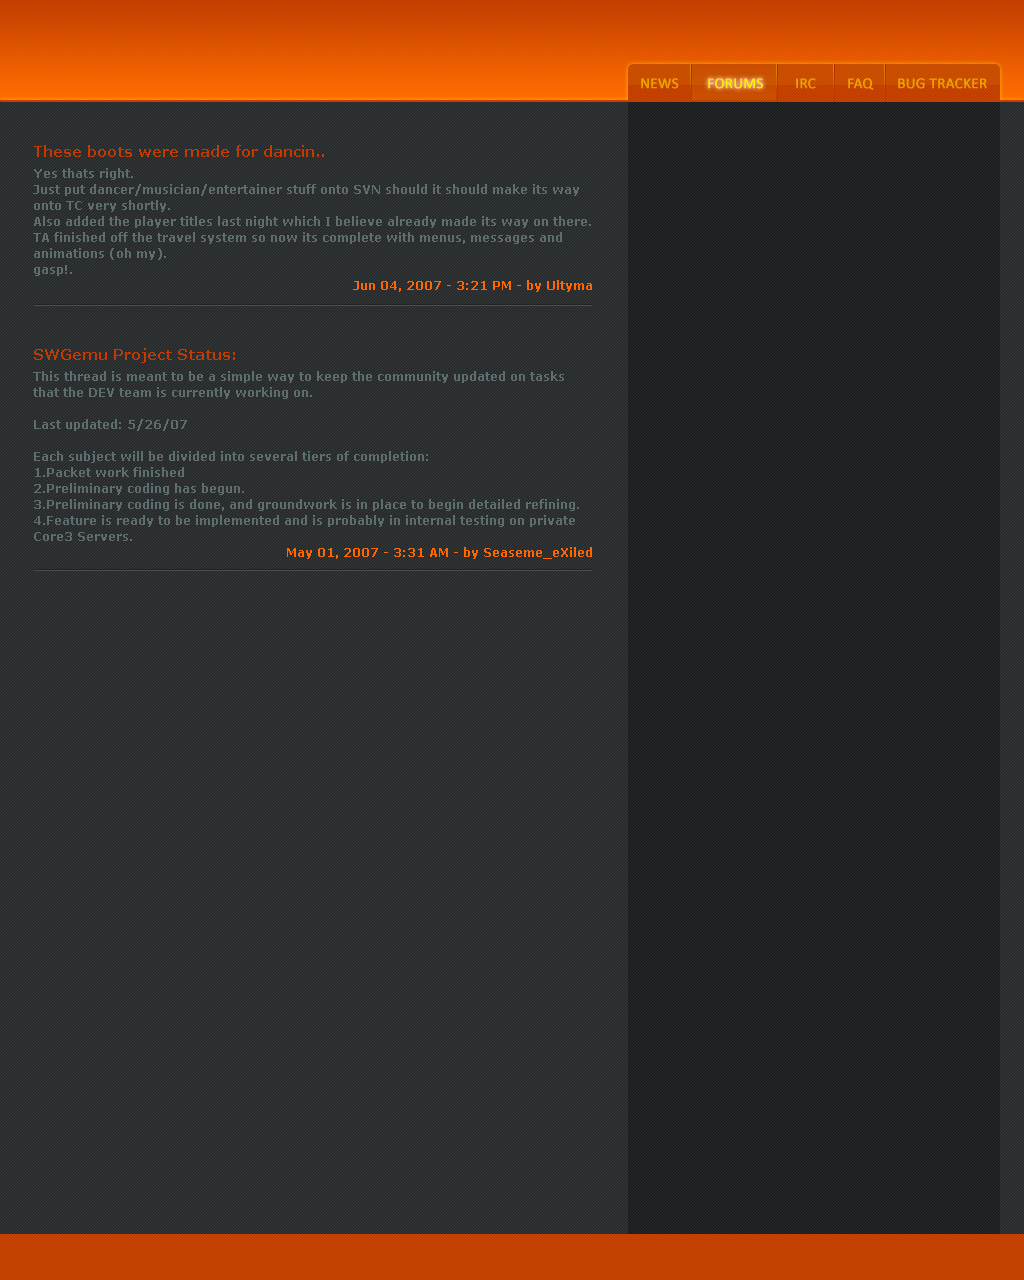 NEWS FORUMS IRC FAQ BUG TRACKER
These boots were made for dancin..
Yes thats right.
Just put dancer/musician/entertainer stuff onto SVN should it should make its way
onto TC very shortly.
Also added the player titles last night which I believe already made its way on there.
TA finished off the travel system so now its complete with menus, messages and
animations (oh my).
gasp!.
Jun 04, 2007 - 3:21 PM - by Ultyma
SWGemu Project Status:
This thread is meant to be a simple way to keep the community updated on tasks
that the DEV team is currently working on.
Last updated: 5/26/07
Each subject will be divided into several tiers of completion:
1.Packet work finished
2.Preliminary coding has begun.
3.Preliminary coding is done, and groundwork is in place to begin detailed refining.
4.Feature is ready to be implemented and is probably in internal testing on private
Core3 Servers.
May 01, 2007 - 3:31 AM - by Seaseme_eXiled